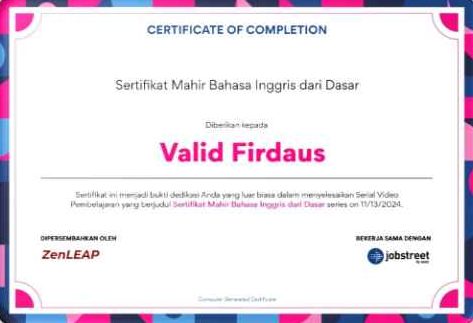 CERTIFICATE OF COMPLETION
Sertifikat Mahir Bahasa Inggris dari Dasar
Diberikan kepada
Valid Firdaus
Sertifikat ini menjadi bukti dedikasi Anda yang luar biasa dalam menyelesaikan Serial Video
Pembelajaran yang berjudul Sertifikat Mahir Bahasa Inggris dari Dasar series on 11/13/2024.
DIPERSEMBAHKAN OLEH
BEKERJA SAMA DENGAN
ZenLEAP
jobstreet
by seek
Computer Generated Certificate